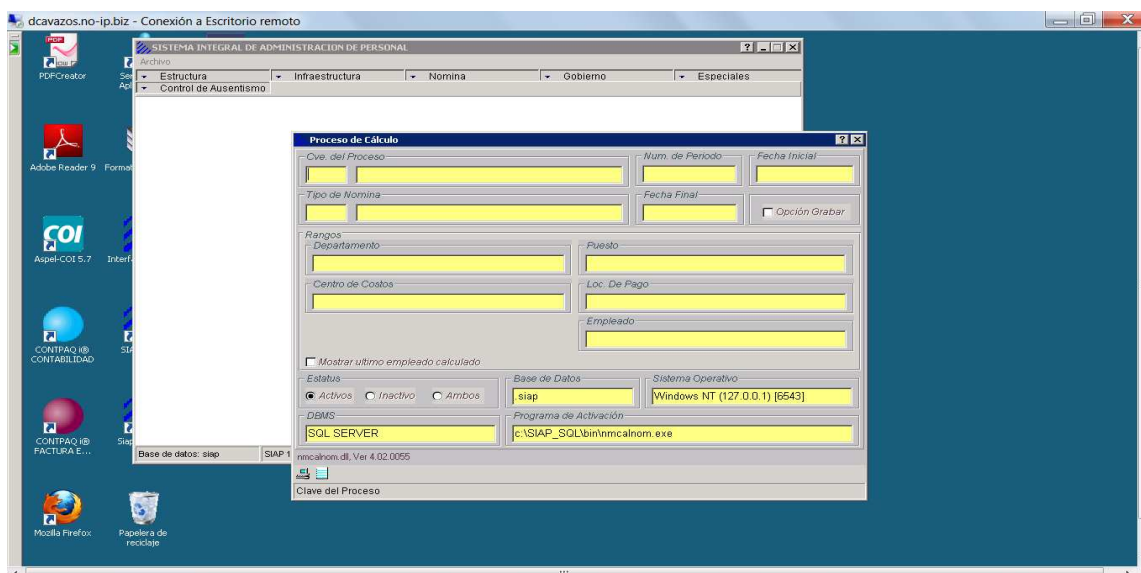 dcavazos.no-ip.biz - Conexión a Escritorio remoto
PDFCreator
Adobe Reader 9
COI
Aspel-COI 5.7
CONTPAQ i®
CONTABILIDAD
CONTPAQ i®
FACTURA E...
Mozilla Firefox
Papelera de
reciclaje
SISTEMA INTEGRAL DE ADMINISTRACION DE PERSONAL
Archivo
Estructura Infraestructura Nomina Gobierno Especiales
Control de Ausentismo
Proceso de Cálculo
Cve. del Proceso Num. de Periodo Fecha Inicial
Tipo de Nomina Fecha Final
Opción Grabar
Rangos
Departamento Puesto
Centro de Costos Loc. De Pago
Empleado
Mostrar ultimo empleado calculado
Estatus Base de Datos Sistema Operativo
Activos Inactivo Ambos .siap Windows NT (127.0.0.1) [6543]
DBMS Programa de Activación
SQL SERVER c:\SIAP_SQL\bin\nmcalnom.exe
nmcalnom.dll, Ver 4.02.0055
Clave del Proceso
Base de datos: siap SIAP 1